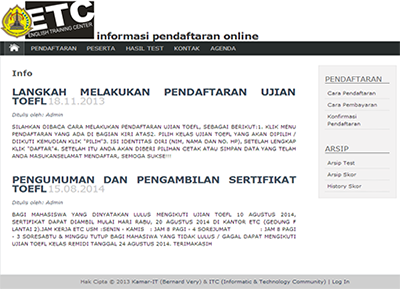 ETC
ENGLISH TRAINING CENTER
informasi pendaftaran online
PENDAFTARAN PESERTA HASIL TEST KONTAK AGENDA
Info
LANGKAH MELAKUKAN PENDAFTARAN UJIAN
TOEFL 18.11.2013
Ditulis oleh: Admin
SILAHKAN DIBACA CARA MELAKUKAN PENDAFTARAN UJIAN TOEFL, SEBAGAI BERIKUT:1. KLIK MENU
PENDAFTARAN YANG ADA DI BAGIAN KIRI ATAS2. PILIH KELAS UJIAN TOEFL YANG AKAN DIPILIH /
DIIKUTI KEMUDIAN KLIK "PILIH"3. ISI IDENTITAS DIRI (NIM, NAMA DAN NO. HP), SETELAH LENGKAP
KLIK "DAFTAR"4. SETELAH ITU ANDA AKAN DIBERI PILIHAN CETAK ATAU SIMPAN DATA YANG TELAH
ANDA MASUKANSELAMAT MENDAFTAR, SEMOGA SUKSE!!!
PENGUMUMAN DAN PENGAMBILAN SERTIFIKAT
TOEFL 15.08.2014
Ditulis oleh: Admin
BAGI MAHASISWA YANG DINYATAKAN LULUS MENGIKUTI UJIAN TOEFL 10 AGUSTUS 2014,
SERTIFIKAT DAPAT DIAMBIL MULAI HARI RABU, 20 AGUSTUS 2014 DI KANTOR ETC (GEDUNG F
LANTAI 2).JAM KERJA ETC USM :SENIN - KAMIS : JAM 8 PAGI - 4 SOREJUMAT : JAM 8 PAGI
- 3 SORESABTU & MINGGU TUTUP BAGI MAHASISWA YANG TIDAK LULUS / GAGAL DAPAT MENGIKUTI
UJIAN TOEFL KELAS REMIDI TANGGAL 24 AGUSTUS 2014. TERIMAKASIH
PENDAFTARAN
Cara Pendaftaran
Cara Pembayaran
Konfirmasi
Pendaftaran
ARSIP
Arsip Test
Arsip Skor
History Skor
Hak Cipta © 2013 Kamar-IT (Bernard Very) & ITC (Informatic & Technology Community) | Log In